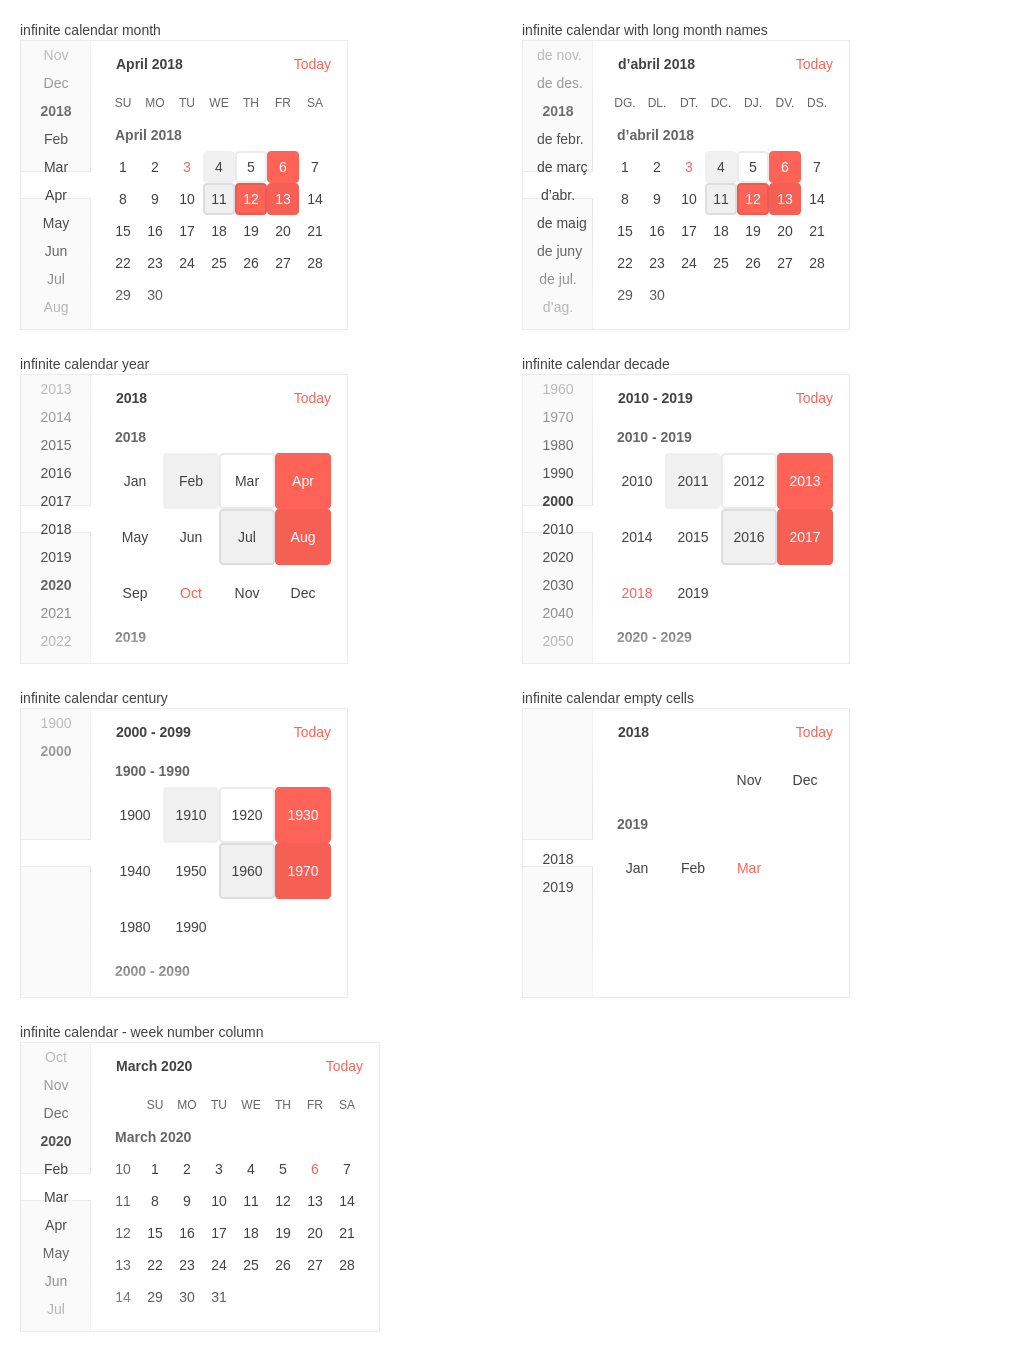 infinite calendar month
Nov
Dec
2018
Feb
Mar
Apr
May
Jun
Jul
Aug
April 2018 Today
SU MO TU WE TH FR SA
April 2018
1 2 3 4 5 6 7
8 9 10 11 12 13 14
15 16 17 18 19 20 21
22 23 24 25 26 27 28
29 30
infinite calendar with long month names
de nov.
de des.
2018
de febr.
de març
d’abr.
de maig
de juny
de jul.
d’ag.
d’abril 2018 Today
DG. DL. DT. DC. DJ. DV. DS.
d’abril 2018
1 2 3 4 5 6 7
8 9 10 11 12 13 14
15 16 17 18 19 20 21
22 23 24 25 26 27 28
29 30
infinite calendar year
2013
2014
2015
2016
2017
2018
2019
2020
2021
2022
2018 Today
2018
Jan Feb Mar Apr
May Jun Jul Aug
Sep Oct Nov Dec
2019
infinite calendar decade
1960
1970
1980
1990
2000
2010
2020
2030
2040
2050
2010 - 2019 Today
2010 - 2019
2010 2011 2012 2013
2014 2015 2016 2017
2018 2019
2020 - 2029
infinite calendar century
1900
2000
2000 - 2099 Today
1900 - 1990
1900 1910 1920 1930
1940 1950 1960 1970
1980 1990
2000 - 2090
infinite calendar empty cells
2018
2019
2018 Today
Nov Dec
2019
Jan Feb Mar
infinite calendar - week number column
Oct
Nov
Dec
2020
Feb
Mar
Apr
May
Jun
Jul
March 2020 Today
SU MO TU WE TH FR SA
March 2020
10 1 2 3 4 5 6 7
11 8 9 10 11 12 13 14
12 15 16 17 18 19 20 21
13 22 23 24 25 26 27 28
14 29 30 31